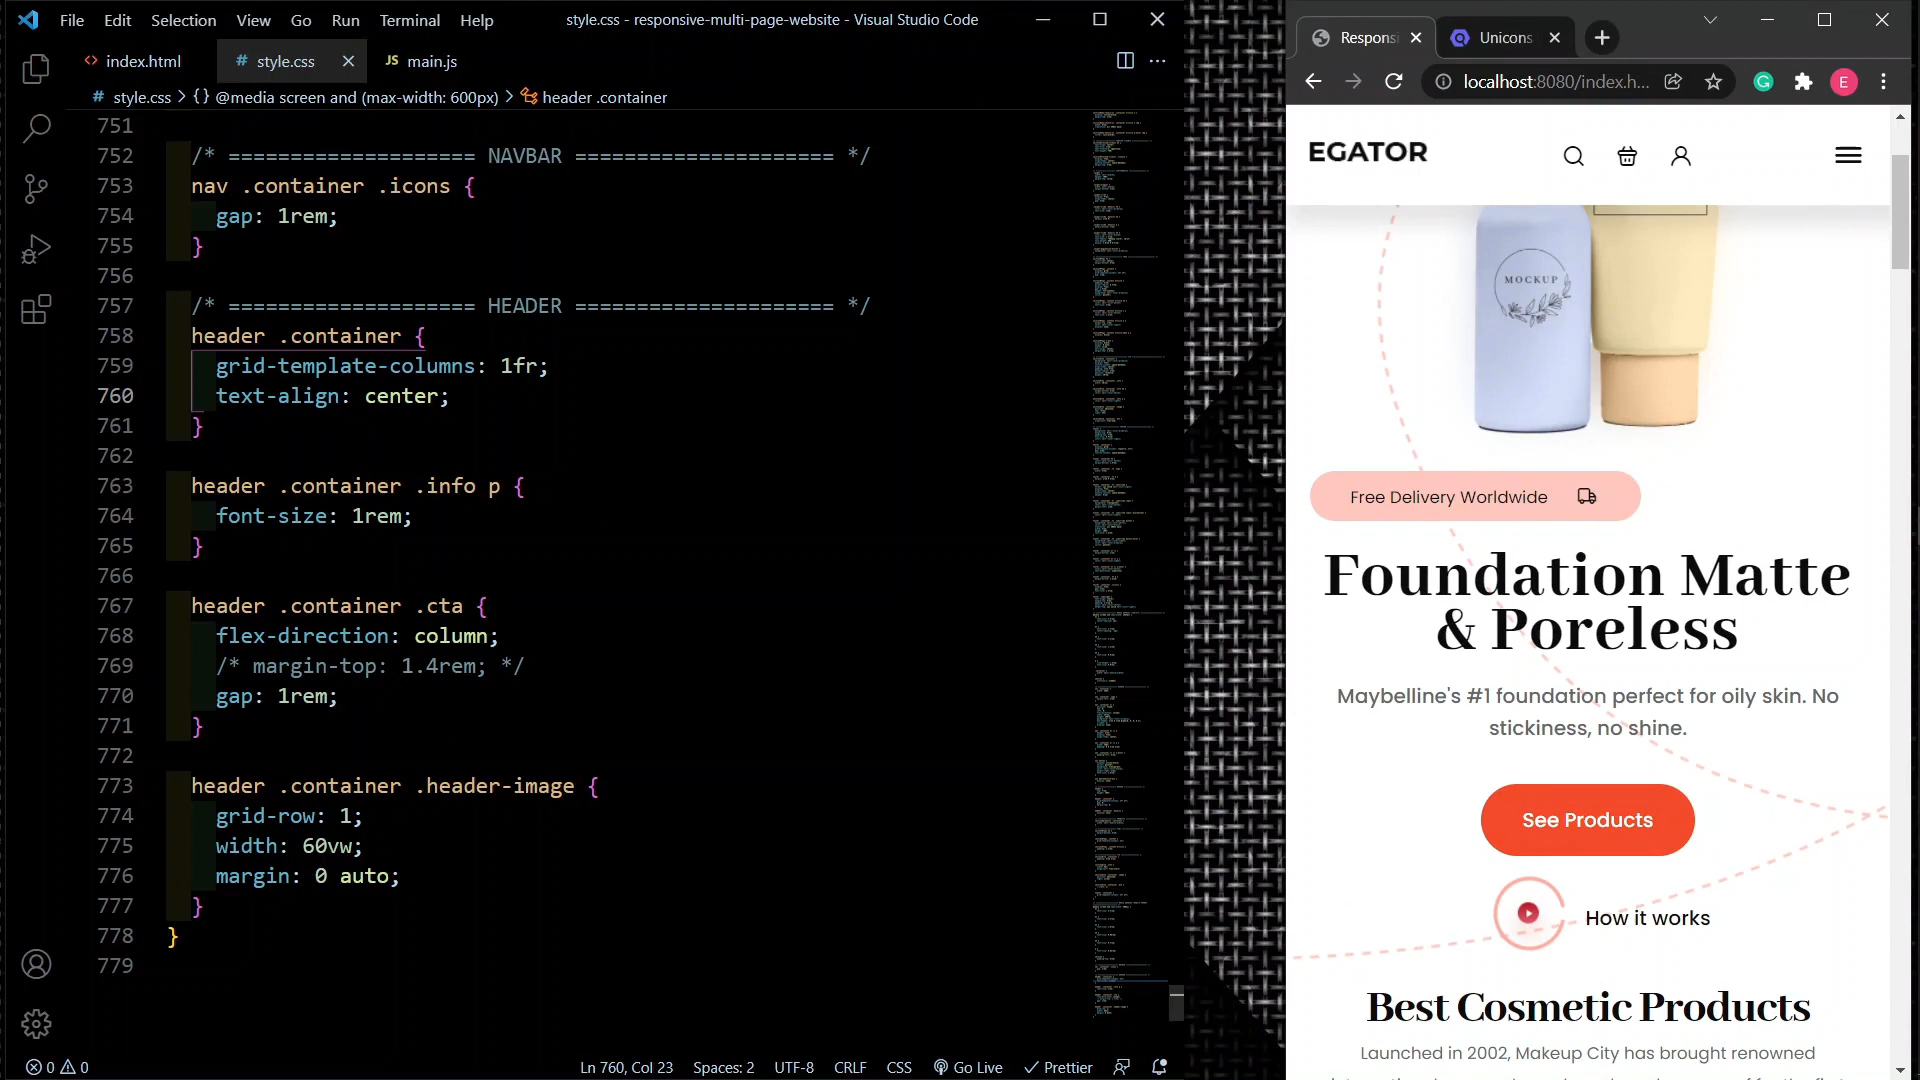 File Edit Selection View Go Run Terminal Help
style.css - responsive-multi-page-website - Visual Studio Code
index.html
# style.css
JS main.js
# style.css > {} @media screen and (max-width: 600px) > header .container
751
752 /* ==================== NAVBAR ===================== */
753 nav .container .icons {
754 gap: 1rem;
755 }
756
757 /* ==================== HEADER ===================== */
758 header .container {
759 grid-template-columns: 1fr;
760 text-align: center;
761 }
762
763 header .container .info p {
764 font-size: 1rem;
765 }
766
767 header .container .cta {
768 flex-direction: column;
769 /* margin-top: 1.4rem; */
770 gap: 1rem;
771 }
772
773 header .container .header-image {
774 grid-row: 1;
775 width: 60vw;
776 margin: 0 auto;
777 }
778 }
779
0 0
Ln 760, Col 23 Spaces: 2 UTF-8 CRLF CSS Go Live Prettier
Respons
Unicons
localhost:8080/index.h...
E
EGATOR
MOCKUP
Free Delivery Worldwide
Foundation Matte
& Poreless
Maybelline's #1 foundation perfect for oily skin. No
stickiness, no shine.
See Products
How it works
Best Cosmetic Products
Launched in 2002, Makeup City has brought renowned